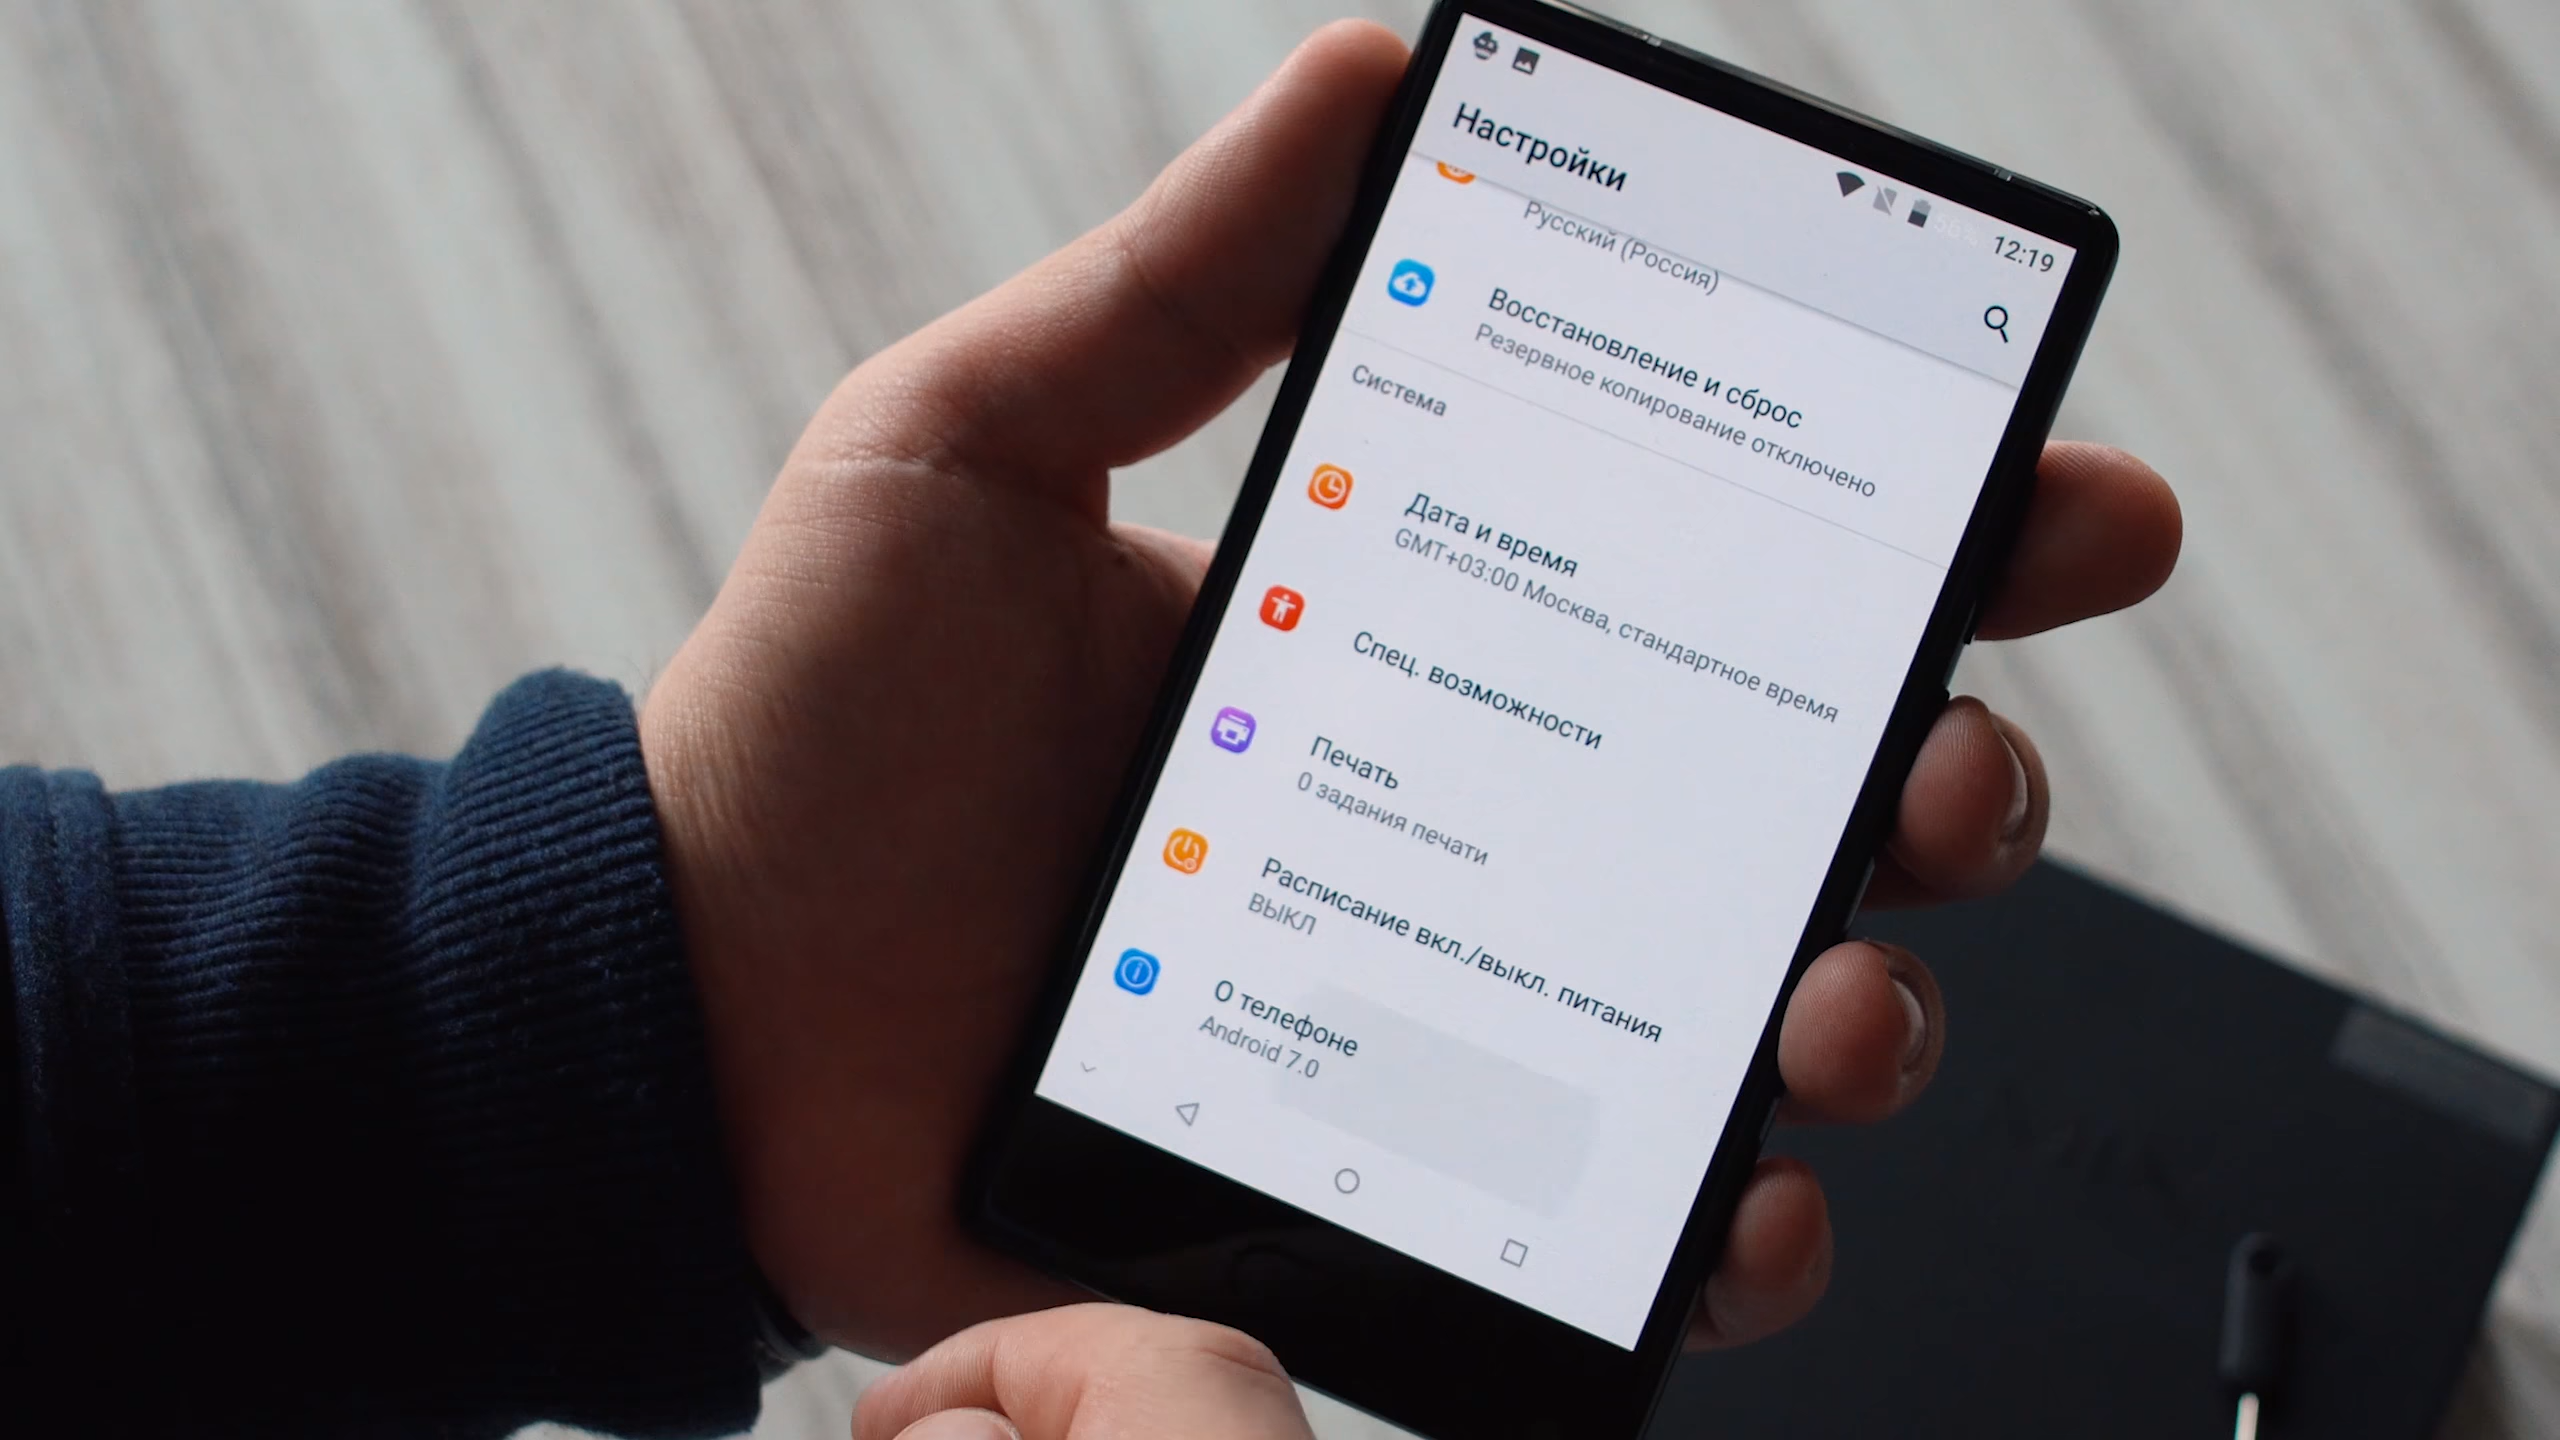 12:19
Настройки
Русский (Россия)
Восстановление и сброс
Резервное копирование отключено
Система
Дата и время
GMT+03:00 Москва, стандартное время
Спец. возможности
Печать
0 задания печати
Расписание вкл./выкл. питания
ВЫКЛ
О телефоне
Android 7.0